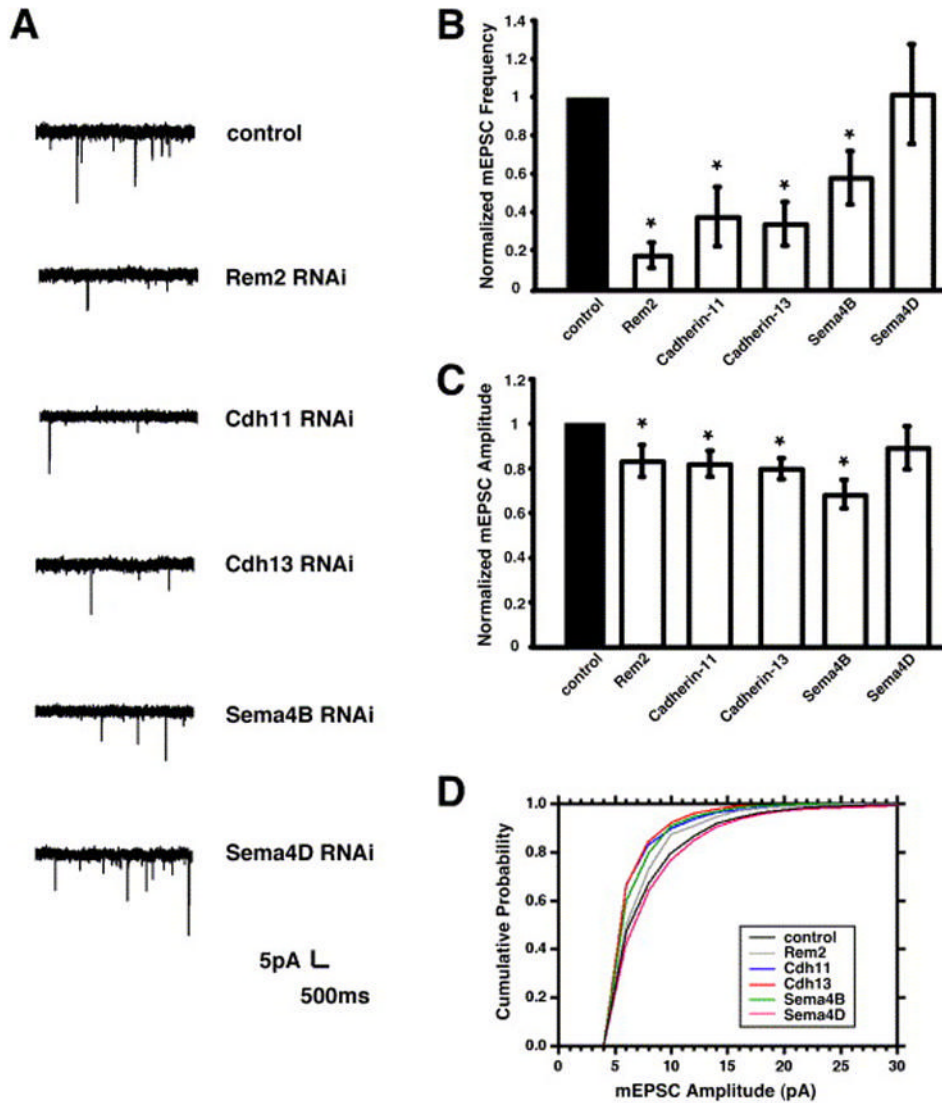 A
control
Rem2 RNAi
Cdh11 RNAi
Cdh13 RNAi
Sema4B RNAi
Sema4D RNAi
5pA
500ms
B
Normalized mEPSC Frequency
1.4
1.2
1
0.8
0.6
0.4
0.2
0
* * * *
control
Rem2
Cadherin-11
Cadherin-13
Sema4B
Sema4D
C
Normalized mEPSC Amplitude
1.2
1
0.8
0.6
0.4
0.2
0
* * * *
control
Rem2
Cadherin-11
Cadherin-13
Sema4B
Sema4D
D
Cumulative Probability
1.0
0.8
0.6
0.4
0.2
0.0
control
Rem2
Cdh11
Cdh13
Sema4B
Sema4D
0 5 10 15 20 25 30
mEPSC Amplitude (pA)